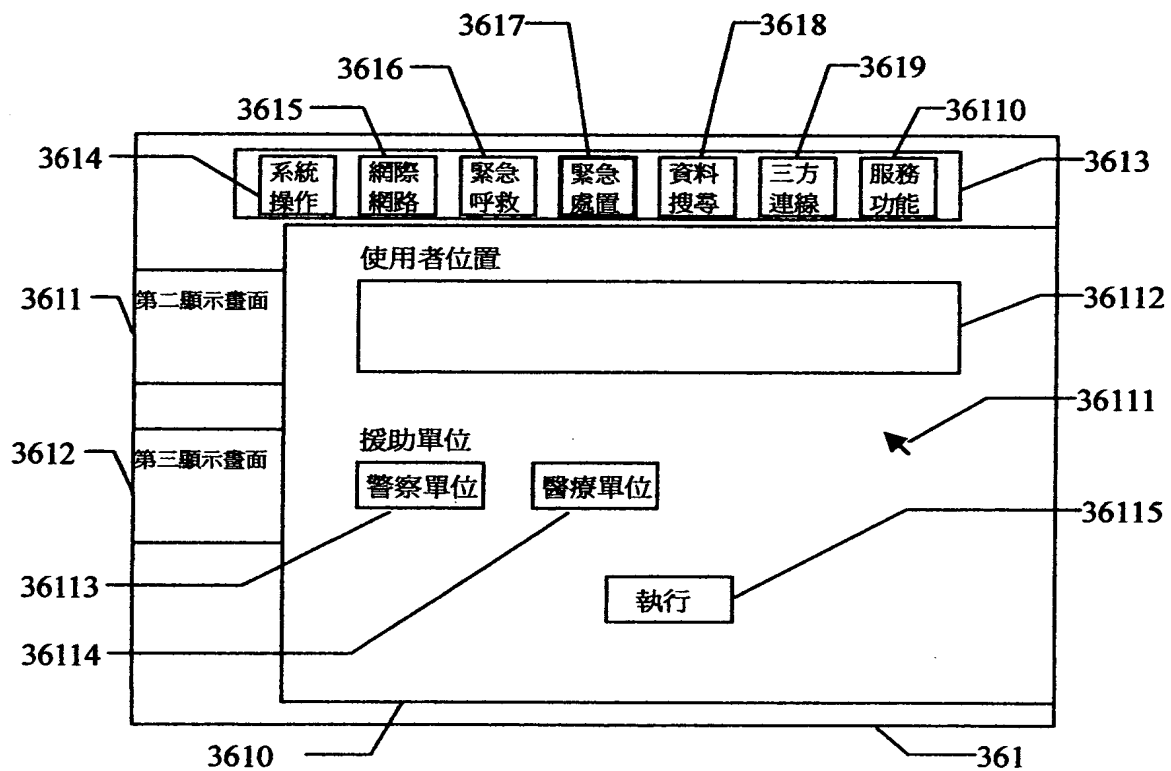 3617
3618
3616
3619
3615
36110
3614
系統
操作
網際
網路
緊急
呼救
緊急
處置
資料
搜尋
三方
連線
服務
功能
3613
使用者位置
3611
第二顯示畫面
36112
36111
援助單位
3612
第三顯示畫面
警察單位
醫療單位
36115
36113
執行
36114
3610
361